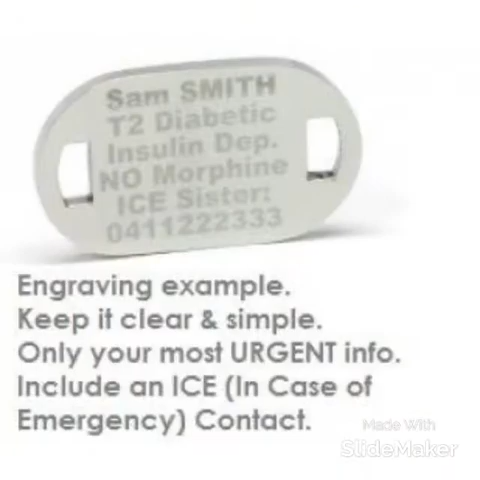 Sam SMITH
T2 Diabetic
Insulin Dep.
NO Morphine
ICE Sister:
0411222333
Engraving example.
Keep it clear & simple.
Only your most URGENT info.
Include an ICE (In Case of
Emergency) Contact.
Made With
SlideMaker